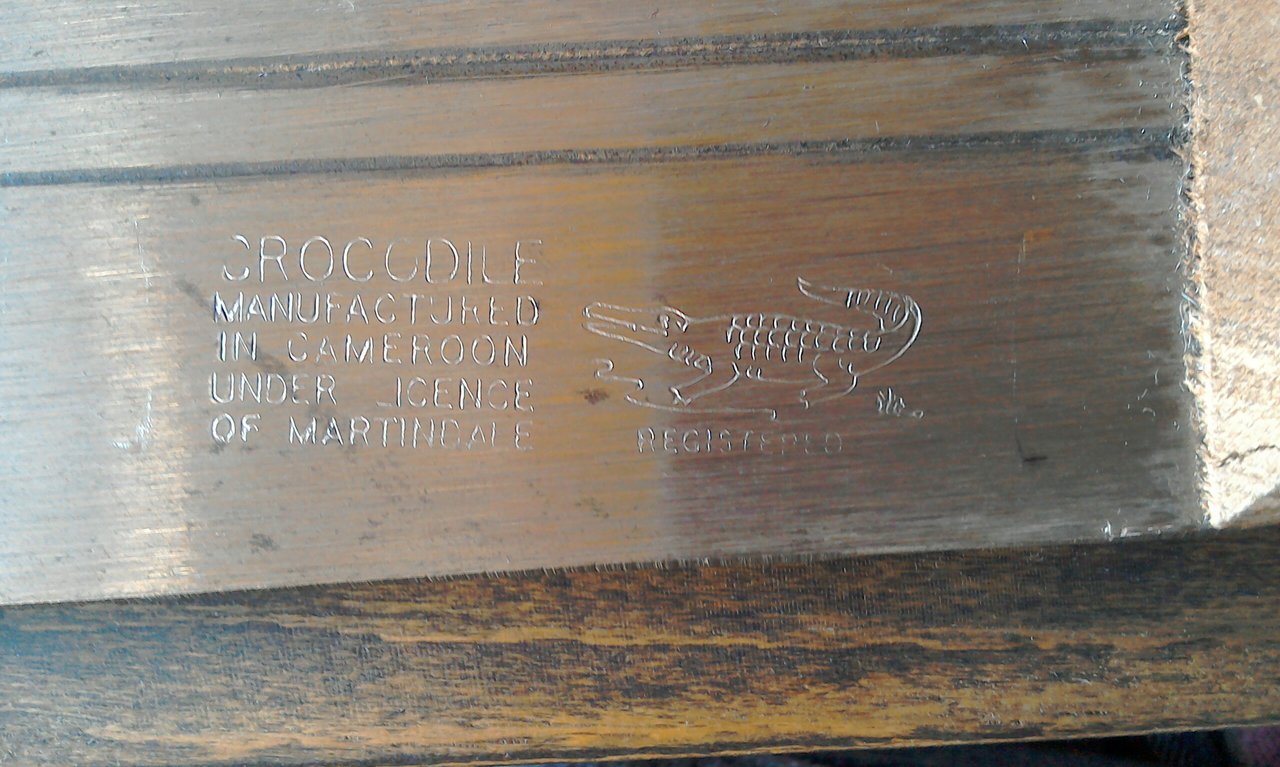 CROCODILE
MANUFACTURED
IN CAMEROON
UNDER LICENCE
OF MARTINDALE
REGISTERED